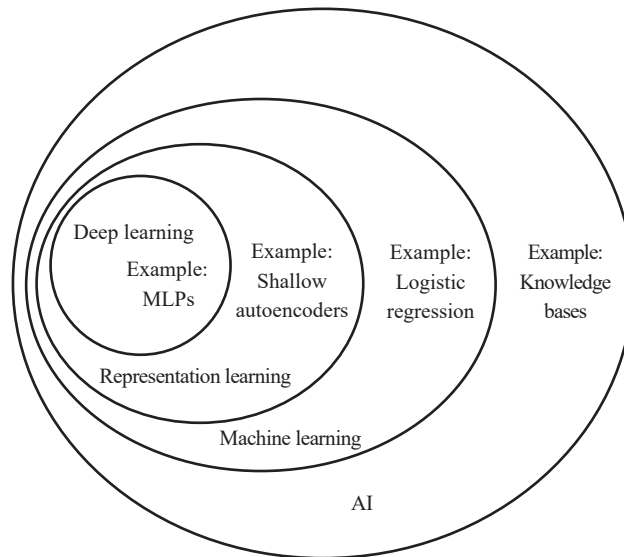 Deep learning
Example:
MLPs
Example:
Shallow
autoencoders
Example:
Logistic
regression
Example:
Knowledge
bases
Representation learning
Machine learning
AI